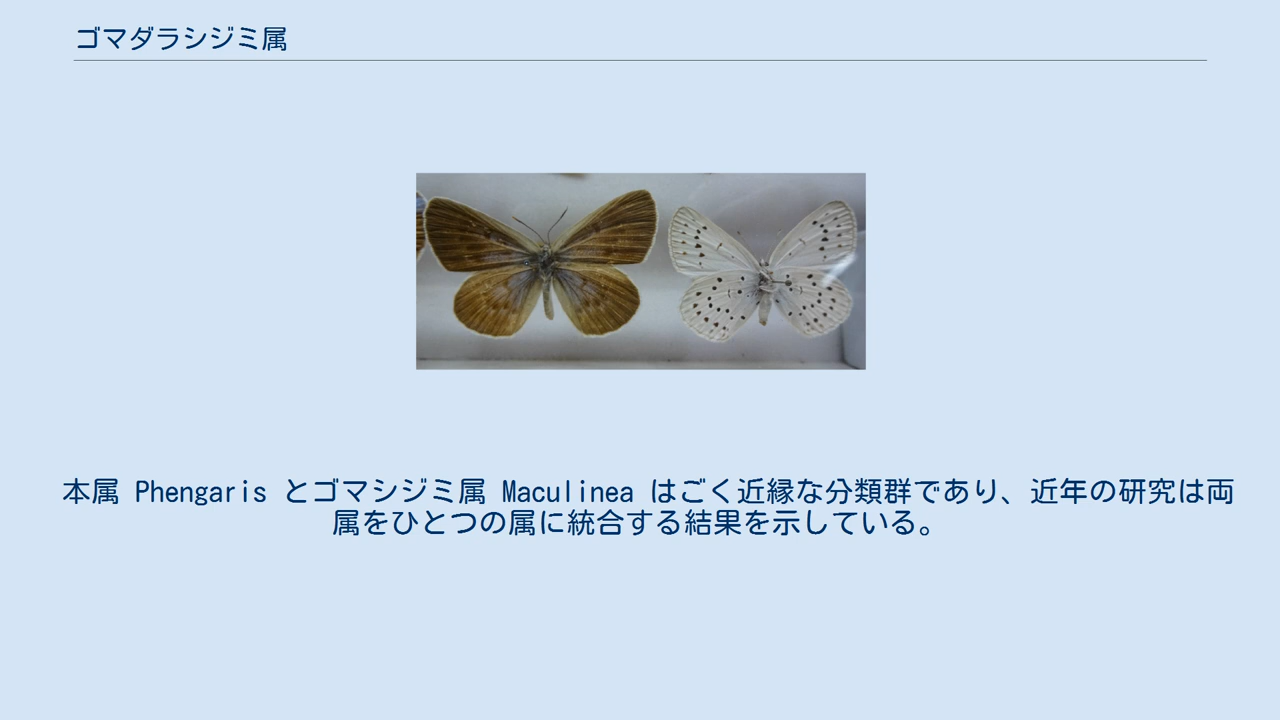 ゴマダラシジミ属
本属 Phengaris とゴマシジミ属 Maculinea はごく近縁な分類群であり、近年の研究は両
属をひとつの属に統合する結果を示している。